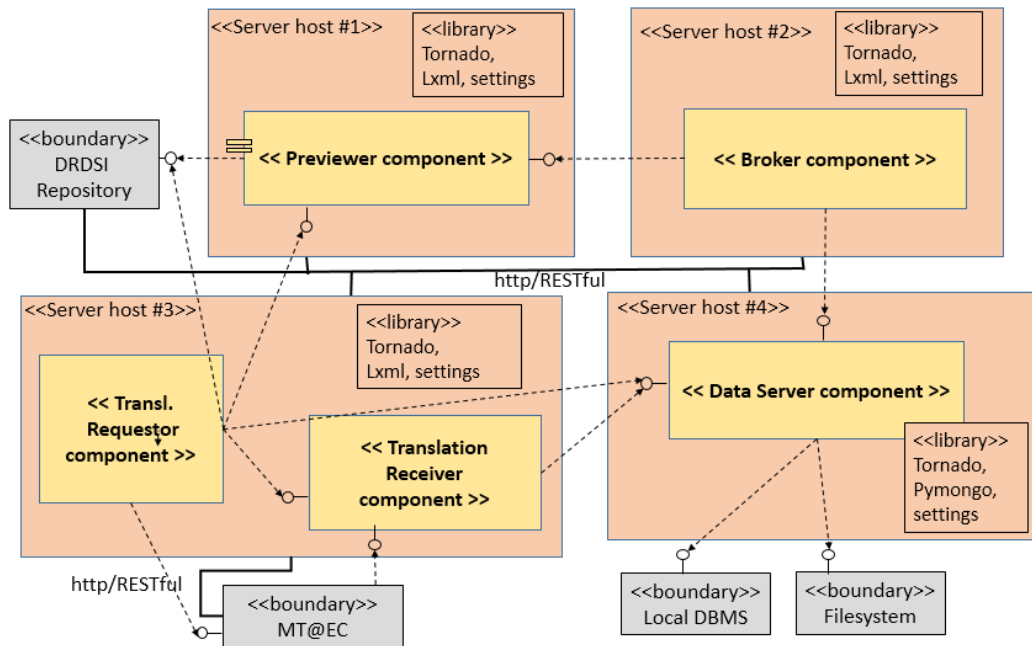 <<Server host #1>>
<<library>>
Tornado,
Lxml, settings
<<Server host #2>>
<<library>>
Tornado,
Lxml, settings
<<boundary>>
DRDSI
Repository
<< Previewer component >>
<< Broker component >>
http/RESTful
<<Server host #3>>
<<library>>
Tornado,
Lxml, settings
<<Server host #4>>
<< Transl.
Requestor
component >>
<< Translation
Receiver
component >>
<< Data Server component >>
<<library>>
Tornado,
Pymongo,
settings
http/RESTful
<<boundary>>
MT@EC
<<boundary>>
Local DBMS
<<boundary>>
Filesystem